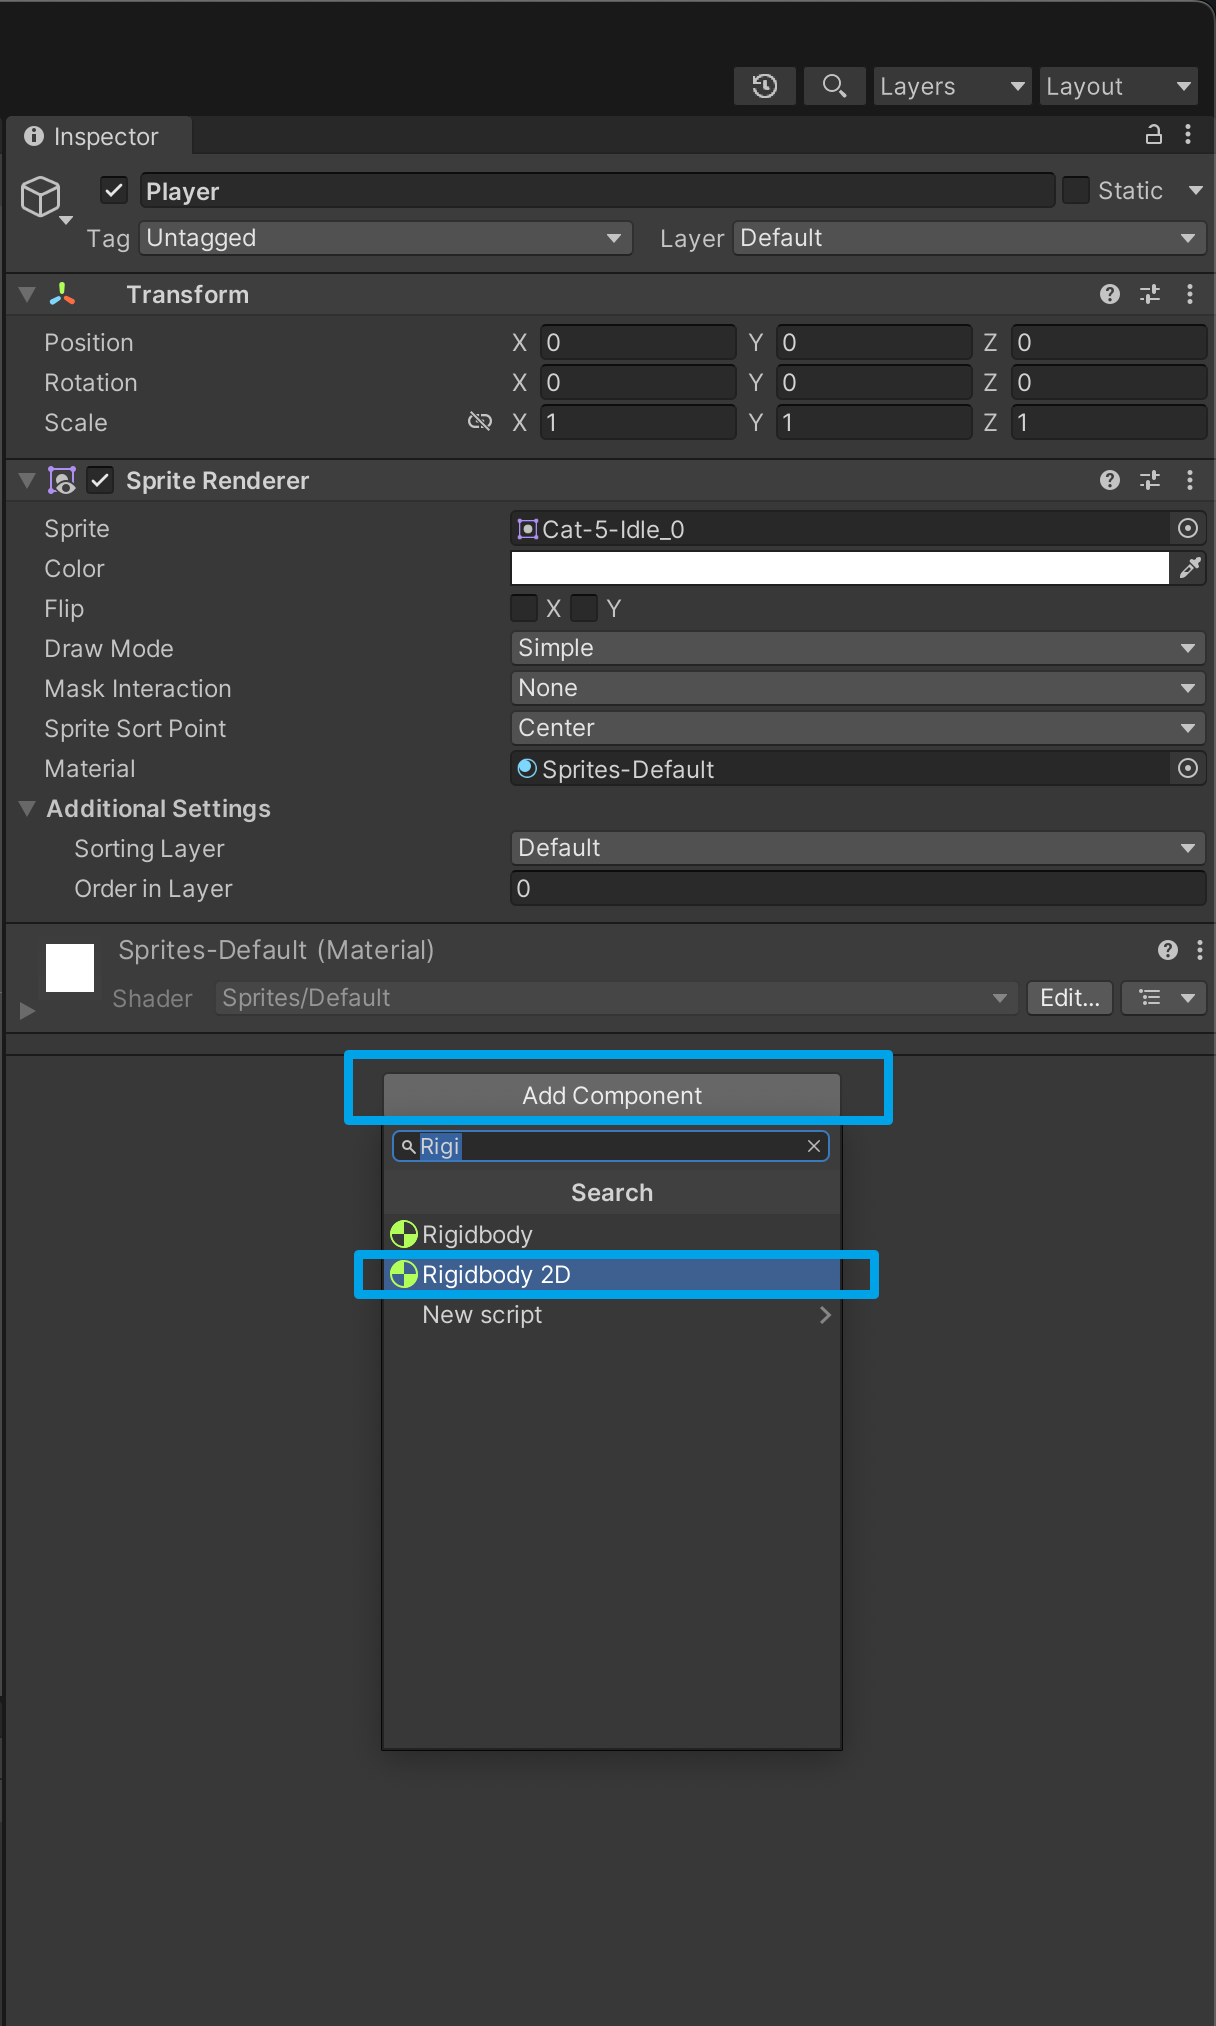 Layers Layout
Inspector
Player Static
Tag Untagged Layer Default
Transform
Position X 0 Y 0 Z 0
Rotation X 0 Y 0 Z 0
Scale X 1 Y 1 Z 1
Sprite Renderer
Sprite Cat-5-Idle_0
Color
Flip X Y
Draw Mode Simple
Mask Interaction None
Sprite Sort Point Center
Material Sprites-Default
Additional Settings
Sorting Layer Default
Order in Layer 0
Sprites-Default (Material)
Shader Sprites/Default Edit...
Add Component
Rigi
Search
Rigidbody
Rigidbody 2D
New script